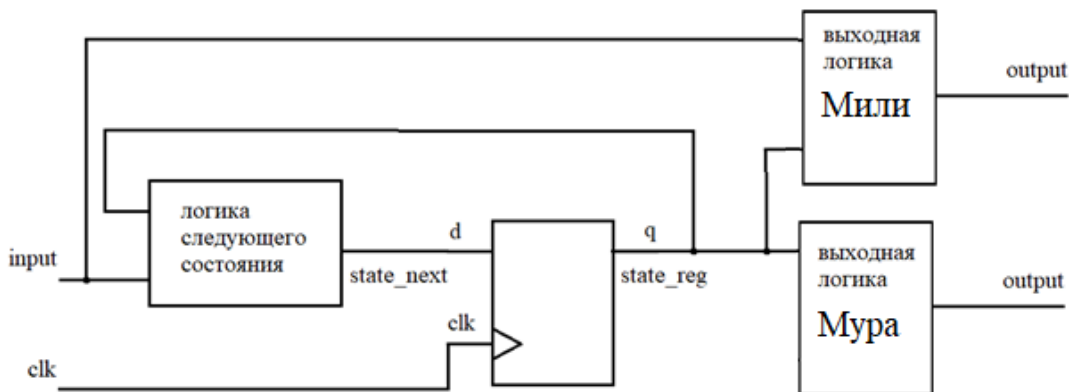 выходная
логика
Мили
output
логика
следующего
состояния
input
d
state_next
q
state_reg
clk
clk
выходная
логика
Мура
output